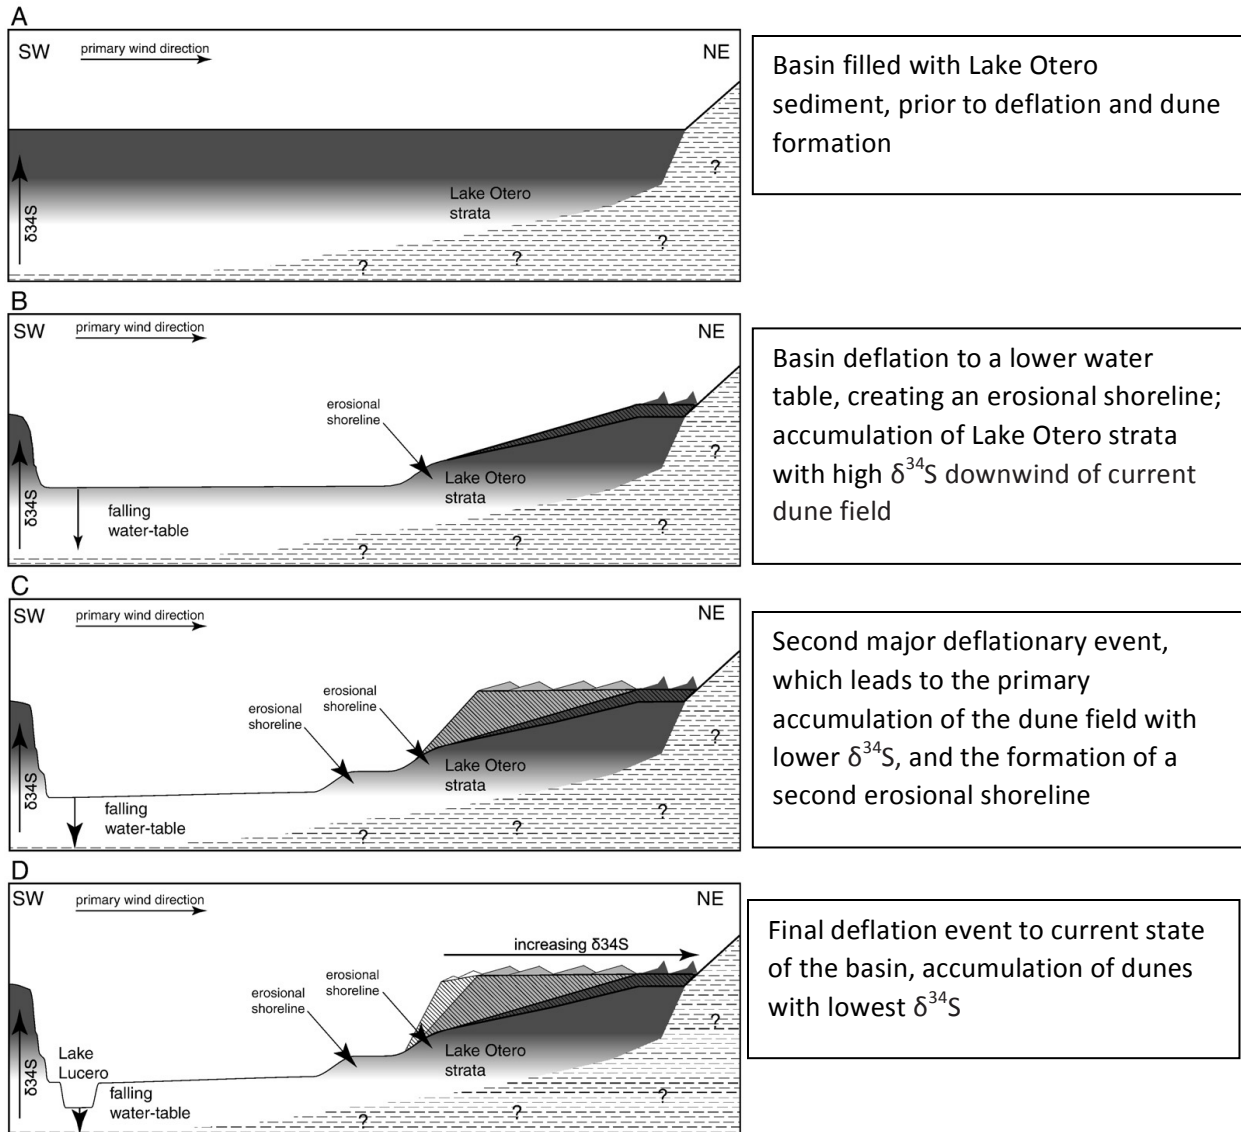 A
SW
primary wind direction
NE
δ34S
Lake Otero
strata
?
?
?
?
Basin filled with Lake Otero
sediment, prior to deflation and dune
formation
B
SW
primary wind direction
NE
erosional
shoreline
δ34S
falling
water-table
Lake Otero
strata
?
?
?
?
Basin deflation to a lower water
table, creating an erosional shoreline;
accumulation of Lake Otero strata
with high δ³⁴S downwind of current
dune field
C
SW
primary wind direction
NE
erosional
shoreline
erosional
shoreline
δ34S
falling
water-table
Lake Otero
strata
?
?
?
?
Second major deflationary event,
which leads to the primary
accumulation of the dune field with
lower δ³⁴S, and the formation of a
second erosional shoreline
D
SW
primary wind direction
NE
increasing δ34S
erosional
shoreline
erosional
shoreline
δ34S
Lake
Lucero
falling
water-table
Lake Otero
strata
?
?
?
?
Final deflation event to current state
of the basin, accumulation of dunes
with lowest δ³⁴S